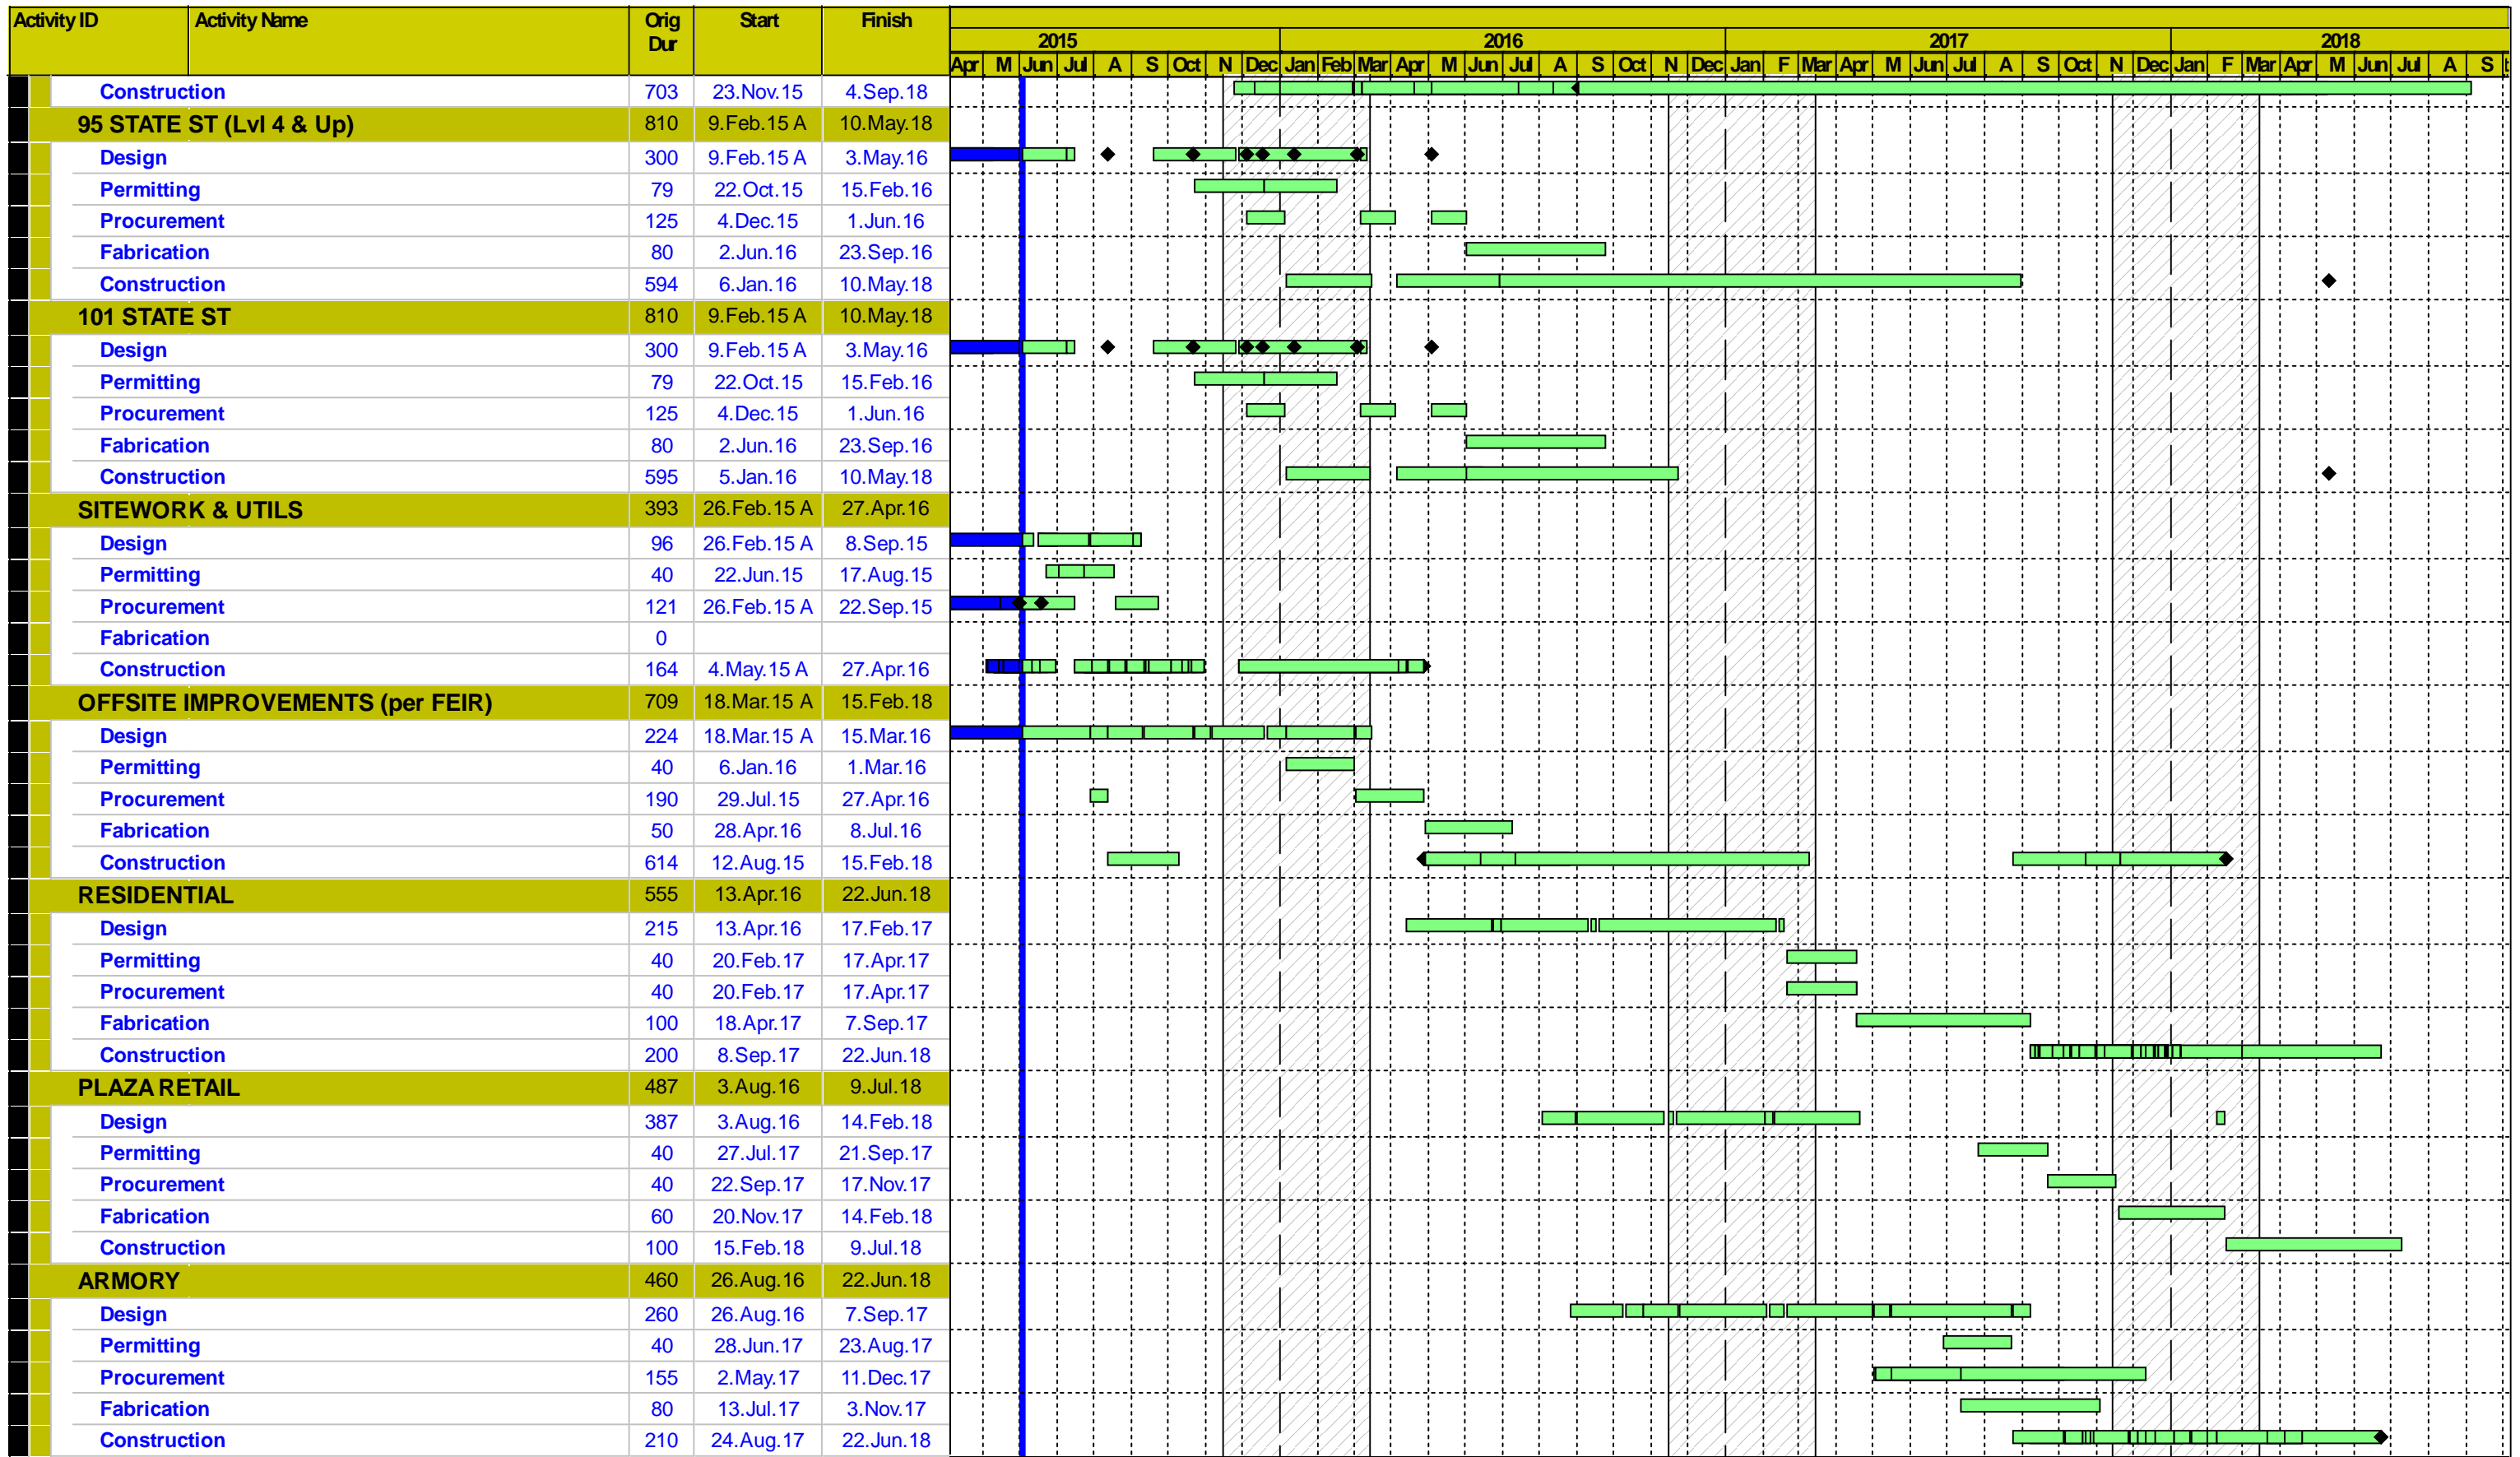 Activity ID Activity Name Orig Dur Start Finish
2015 2016 2017 2018
Apr M Jun Jul A S Oct N Dec Jan Feb Mar Apr M Jun Jul A S Oct N Dec Jan F Mar Apr M Jun Jul A S Oct N Dec Jan F Mar Apr M Jun Jul A S
Construction 703 23.Nov.15 4.Sep.18
95 STATE ST (Lvl 4 & Up) 810 9.Feb.15 A 10.May.18
Design 300 9.Feb.15 A 3.May.16
Permitting 79 22.Oct.15 15.Feb.16
Procurement 125 4.Dec.15 1.Jun.16
Fabrication 80 2.Jun.16 23.Sep.16
Construction 594 6.Jan.16 10.May.18
101 STATE ST 810 9.Feb.15 A 10.May.18
Design 300 9.Feb.15 A 3.May.16
Permitting 79 22.Oct.15 15.Feb.16
Procurement 125 4.Dec.15 1.Jun.16
Fabrication 80 2.Jun.16 23.Sep.16
Construction 595 5.Jan.16 10.May.18
SITEWORK & UTILS 393 26.Feb.15 A 27.Apr.16
Design 96 26.Feb.15 A 8.Sep.15
Permitting 40 22.Jun.15 17.Aug.15
Procurement 121 26.Feb.15 A 22.Sep.15
Fabrication 0
Construction 164 4.May.15 A 27.Apr.16
OFFSITE IMPROVEMENTS (per FEIR) 709 18.Mar.15 A 15.Feb.18
Design 224 18.Mar.15 A 15.Mar.16
Permitting 40 6.Jan.16 1.Mar.16
Procurement 190 29.Jul.15 27.Apr.16
Fabrication 50 28.Apr.16 8.Jul.16
Construction 614 12.Aug.15 15.Feb.18
RESIDENTIAL 555 13.Apr.16 22.Jun.18
Design 215 13.Apr.16 17.Feb.17
Permitting 40 20.Feb.17 17.Apr.17
Procurement 40 20.Feb.17 17.Apr.17
Fabrication 100 18.Apr.17 7.Sep.17
Construction 200 8.Sep.17 22.Jun.18
PLAZA RETAIL 487 3.Aug.16 9.Jul.18
Design 387 3.Aug.16 14.Feb.18
Permitting 40 27.Jul.17 21.Sep.17
Procurement 40 22.Sep.17 17.Nov.17
Fabrication 60 20.Nov.17 14.Feb.18
Construction 100 15.Feb.18 9.Jul.18
ARMORY 460 26.Aug.16 22.Jun.18
Design 260 26.Aug.16 7.Sep.17
Permitting 40 28.Jun.17 23.Aug.17
Procurement 155 2.May.17 11.Dec.17
Fabrication 80 13.Jul.17 3.Nov.17
Construction 210 24.Aug.17 22.Jun.18